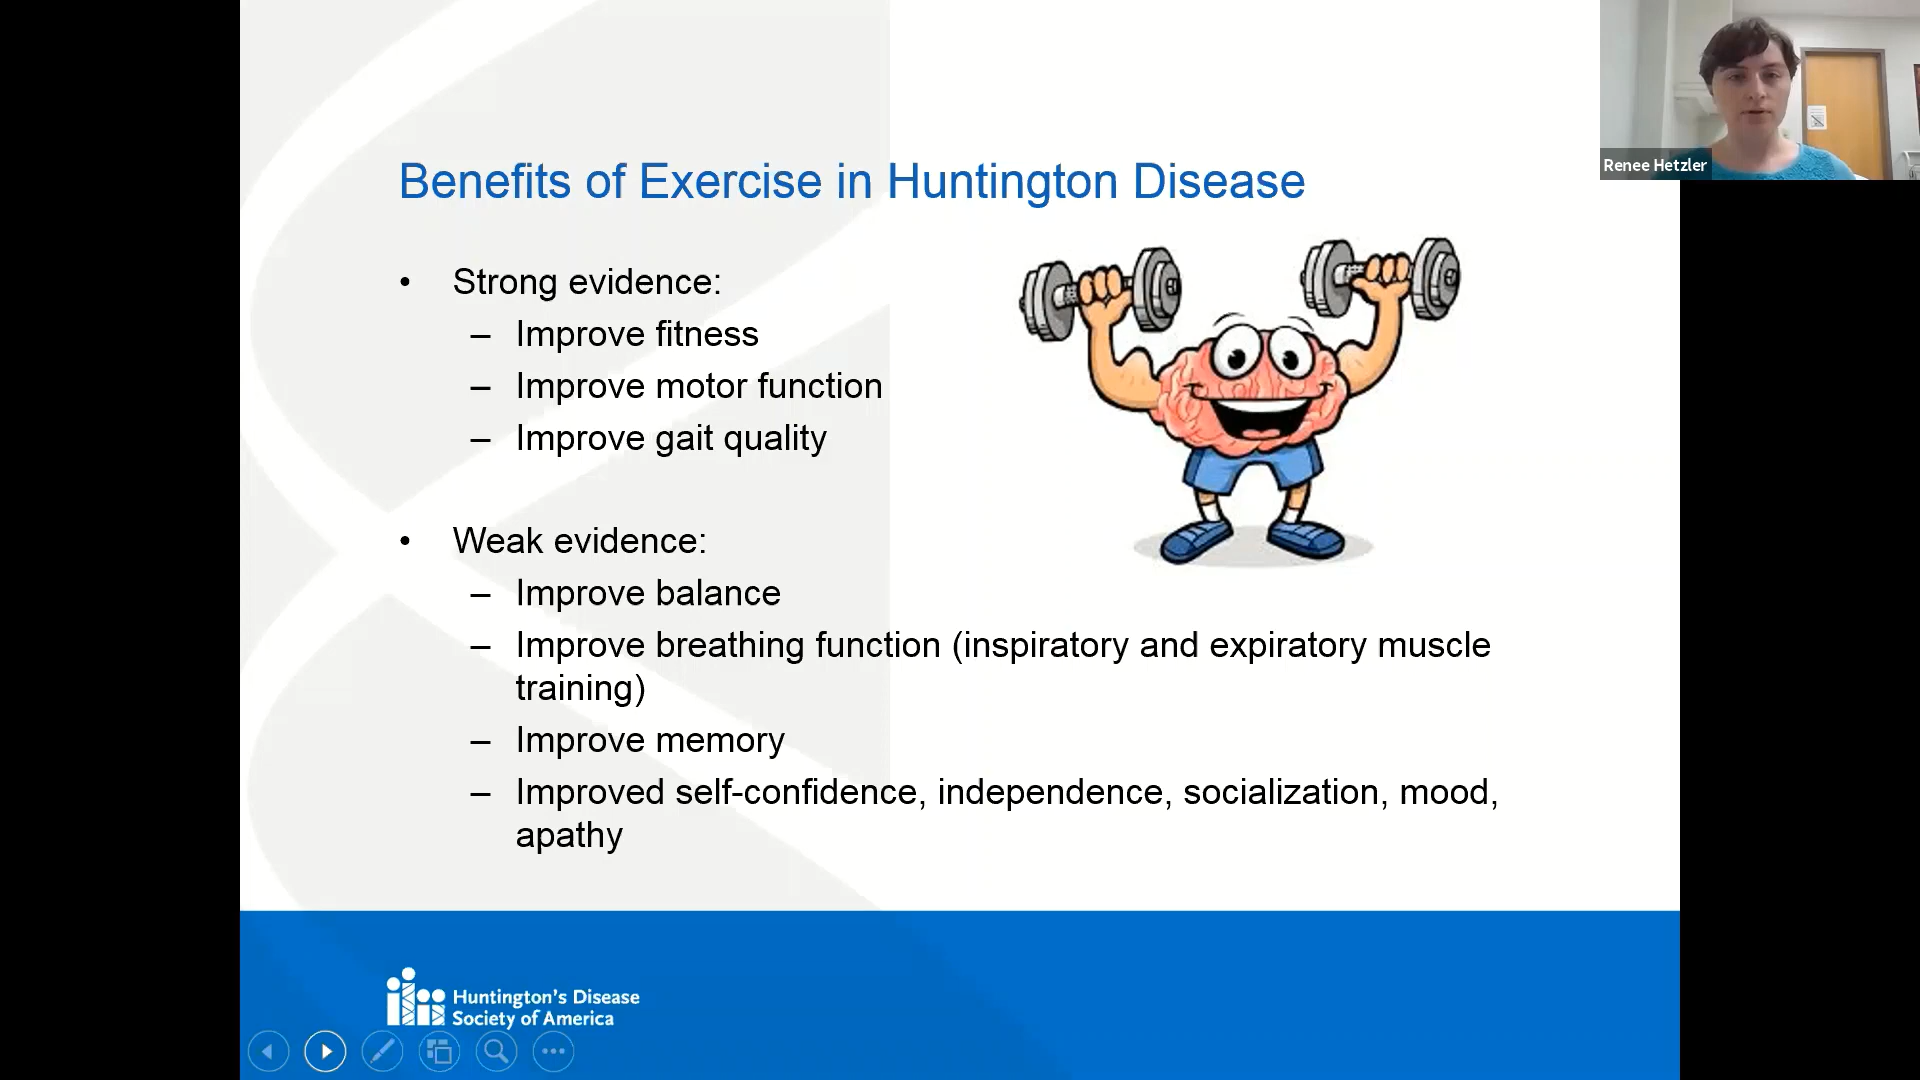 Benefits of Exercise in Huntington Disease
• Strong evidence:
– Improve fitness
– Improve motor function
– Improve gait quality
• Weak evidence:
– Improve balance
– Improve breathing function (inspiratory and expiratory muscle
training)
– Improve memory
– Improved self-confidence, independence, socialization, mood,
apathy
Renee Hetzler
Huntington's Disease
Society of America